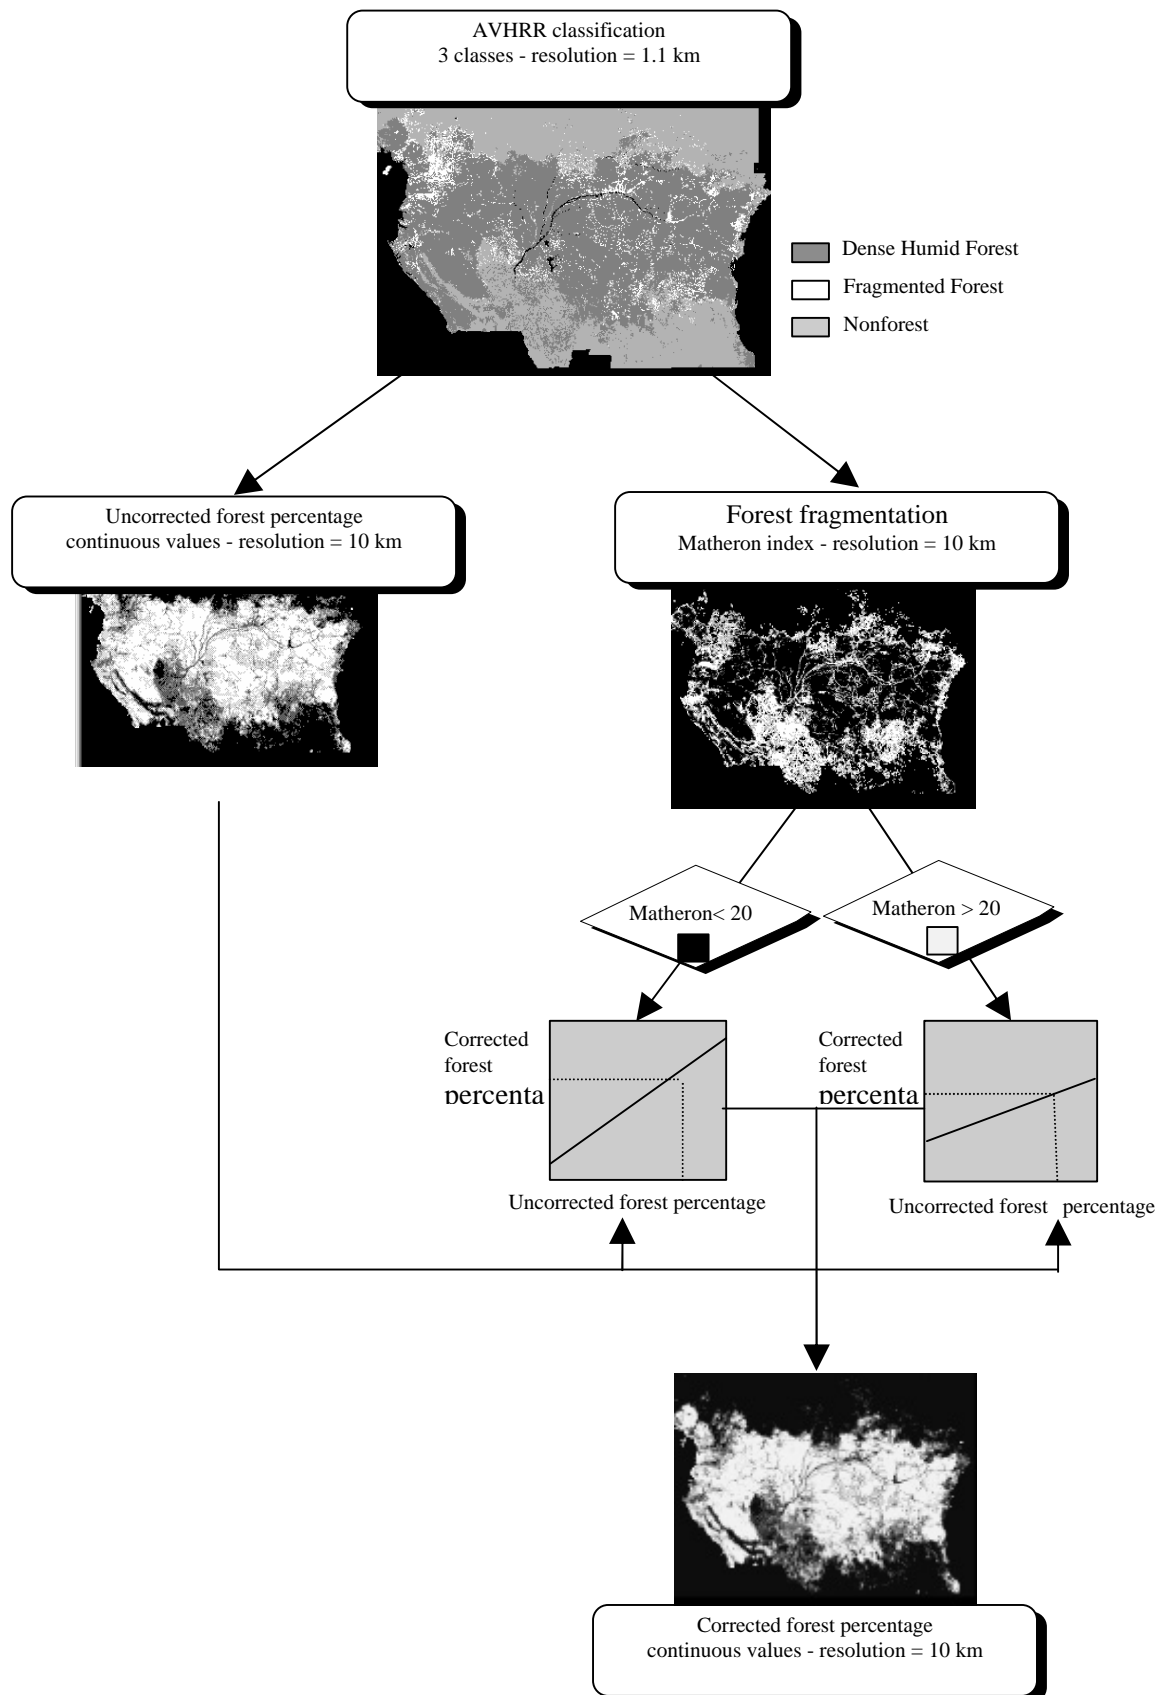 AVHRR classification
3 classes - resolution = 1.1 km
Dense Humid Forest
Fragmented Forest
Nonforest
Uncorrected forest percentage
continuous values - resolution = 10 km
Forest fragmentation
Matheron index - resolution = 10 km
Matheron< 20
Matheron > 20
Corrected
forest
percenta
Uncorrected forest percentage
Corrected
forest
percenta
Uncorrected forest percentage
Corrected forest percentage
continuous values - resolution = 10 km